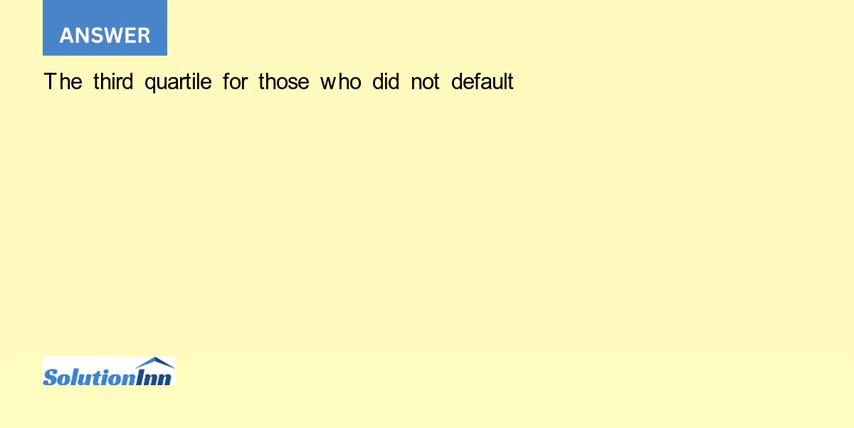 ANSWER
The third quartile for those who did not default
SolutionInn